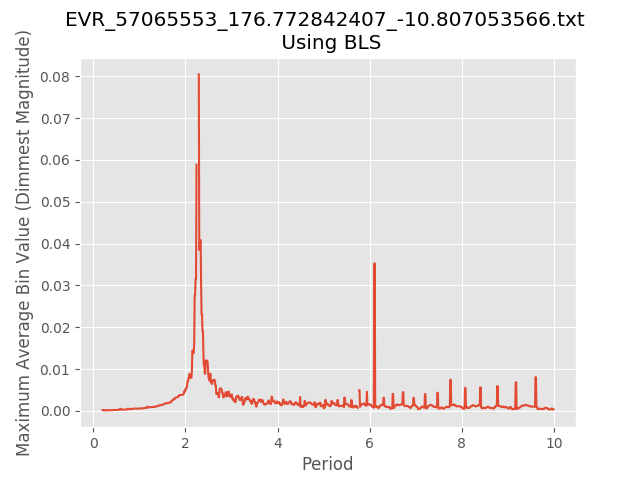 EVR_57065553_176.772842407_-10.807053566.txt
Using BLS
Maximum Average Bin Value (Dimmest Magnitude)
0.08
0.07
0.06
0.05
0.04
0.03
0.02
0.01
0.00
0 2 4 6 8 10
Period